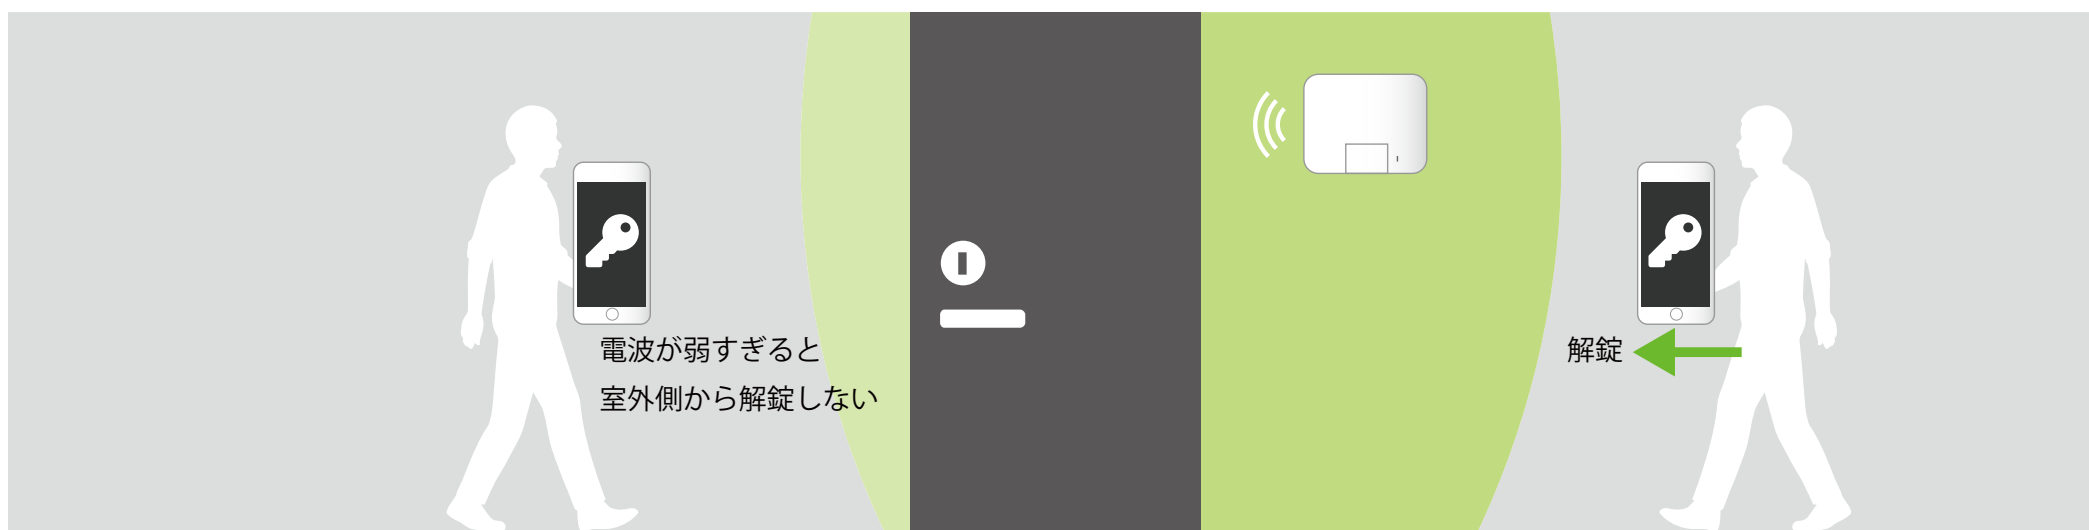 電波が弱すぎると
室外側から解錠しない
解錠